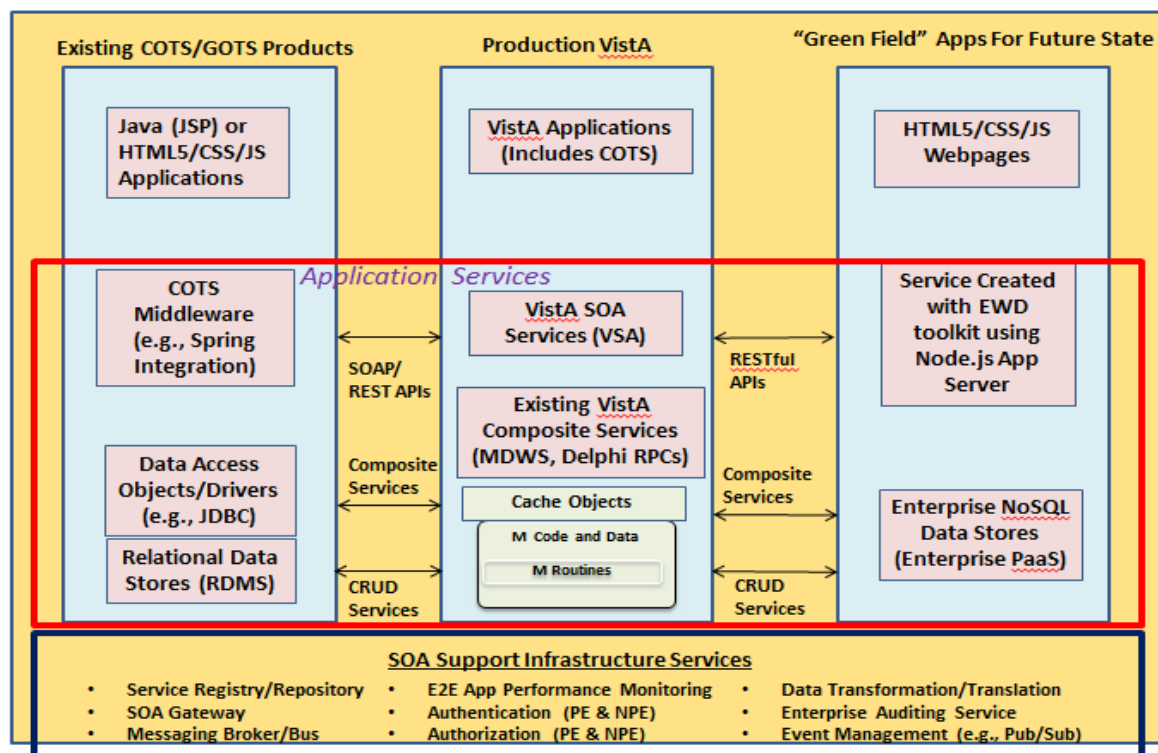 Existing COTS/GOTS Products
Production VistA
“Green Field” Apps For Future State
Java (JSP) or
HTML5/CSS/JS
Applications
VistA Applications
(Includes COTS)
HTML5/CSS/JS
Webpages
Application Services
COTS
Middleware
(e.g., Spring
Integration)
SOAP/
REST APIs
VistA SOA
Services (VSA)
RESTful
APIs
Service Created
with EWD
toolkit using
Node.js App
Server
Existing VistA
Composite Services
(MDWS, Delphi RPCs)
Data Access
Objects/Drivers
(e.g., JDBC)
Composite
Services
Cache Objects
Composite
Services
Enterprise NoSQL
Data Stores
(Enterprise PaaS)
M Code and Data
M Routines
Relational Data
Stores (RDMS)
CRUD
Services
CRUD
Services
SOA Support Infrastructure Services
• Service Registry/Repository
• SOA Gateway
• Messaging Broker/Bus
• E2E App Performance Monitoring
• Authentication (PE & NPE)
• Authorization (PE & NPE)
• Data Transformation/Translation
• Enterprise Auditing Service
• Event Management (e.g., Pub/Sub)